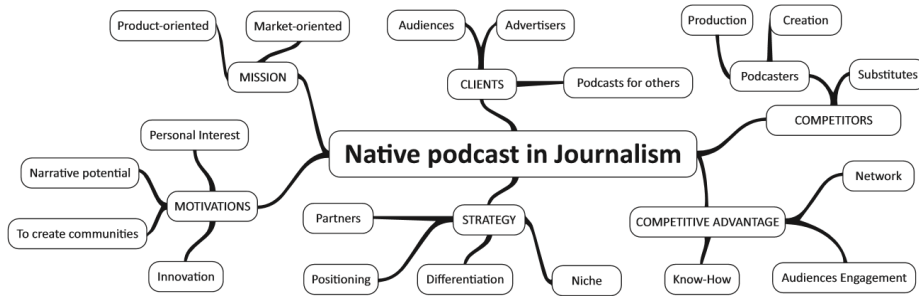 Product-oriented
Market-oriented
MISSION
Audiences
Advertisers
CLIENTS
Podcasts for others
Production
Creation
Podcasters
Substitutes
COMPETITORS
Native podcast in Journalism
Personal Interest
Narrative potential
MOTIVATIONS
To create communities
Innovation
Partners
STRATEGY
Positioning
Differentiation
Niche
Network
COMPETITIVE ADVANTAGE
Know-How
Audiences Engagement